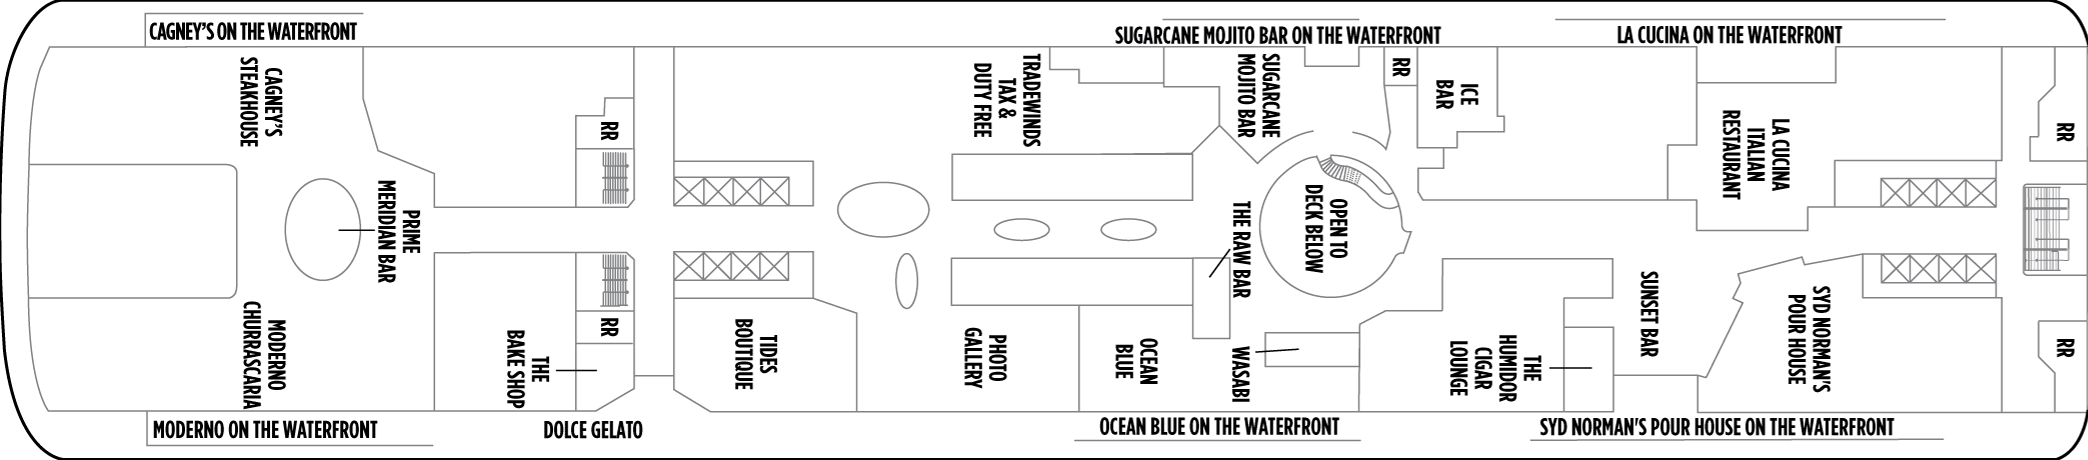 CAGNEY'S ON THE WATERFRONT
SUGARCANE MOJITO BAR ON THE WATERFRONT
LA CUCINA ON THE WATERFRONT
CAGNEY'S
STEAKHOUSE
TRADEWINDS
TAX &
DUTY FREE
SUGARCANE
MOJITO BAR
RR
ICE
BAR
RR
LA CUCINA
ITALIAN
RESTAURANT
RR
PRIME
MERIDIAN BAR
THE RAW BAR
OPEN TO
DECK BELOW
MODERNO
CHURRASCARIA
THE
BAKE SHOP
RR
TIDES
BOUTIQUE
PHOTO
GALLERY
OCEAN
BLUE
WASABI
THE
HUMIDOR
CIGAR
LOUNGE
SUNSET BAR
SYD NORMAN'S
POUR HOUSE
RR
MODERNO ON THE WATERFRONT
DOLCE GELATO
OCEAN BLUE ON THE WATERFRONT
SYD NORMAN'S POUR HOUSE ON THE WATERFRONT